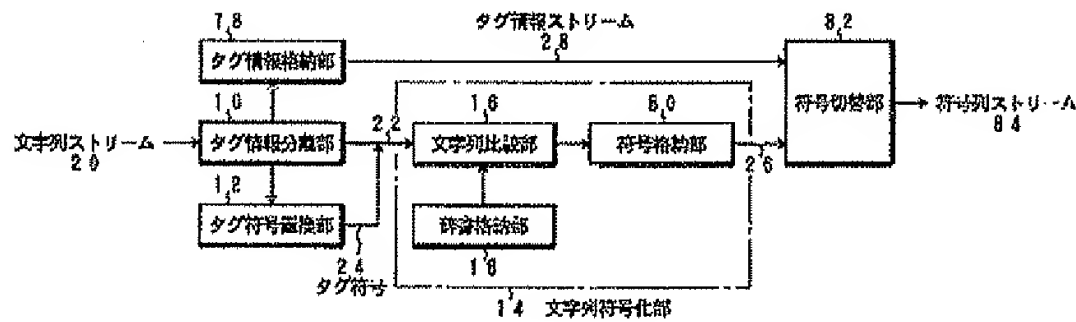 ７８
タグ情報格納部
タグ情報ストリーム
２８
８２
符号切替部
１０
タグ情報分離部
文字列ストリーム
２０
２２
１６
文字列比較部
８０
符号格納部
２６
符号列ストリーム
８４
１２
タグ符号置換部
２４
タグ符号
辞書格納部
１８
１４ 文字列符号化部